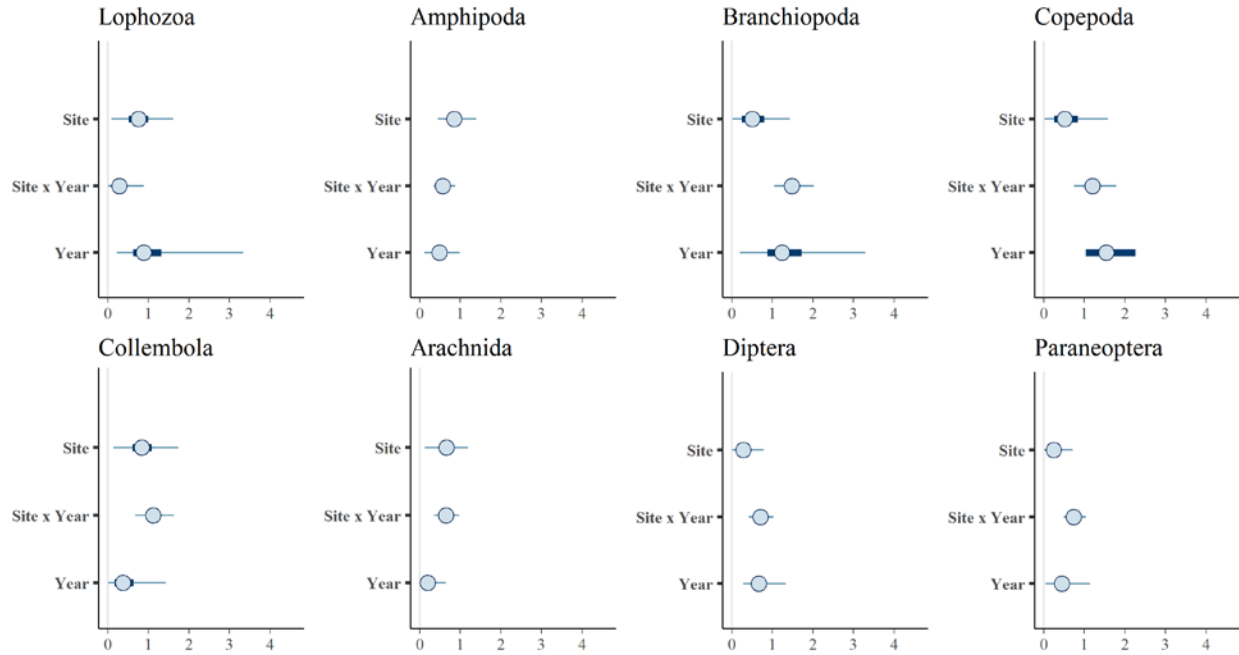 Lophozoa
Site
Site x Year
Year
0 1 2 3 4
Amphipoda
0 1 2 3 4
Branchiopoda
Site
Site x Year
Year
0 1 2 3 4
Copepoda
Site
Site x Year
Year
0 1 2 3 4
Collembola
Site
Site x Year
Year
0 1 2 3 4
Arachnida
Site
Site x Year
Year
0 1 2 3 4
Diptera
Site
Site x Year
Year
0 1 2 3 4
Paraneoptera
Site
Site x Year
Year
0 1 2 3 4